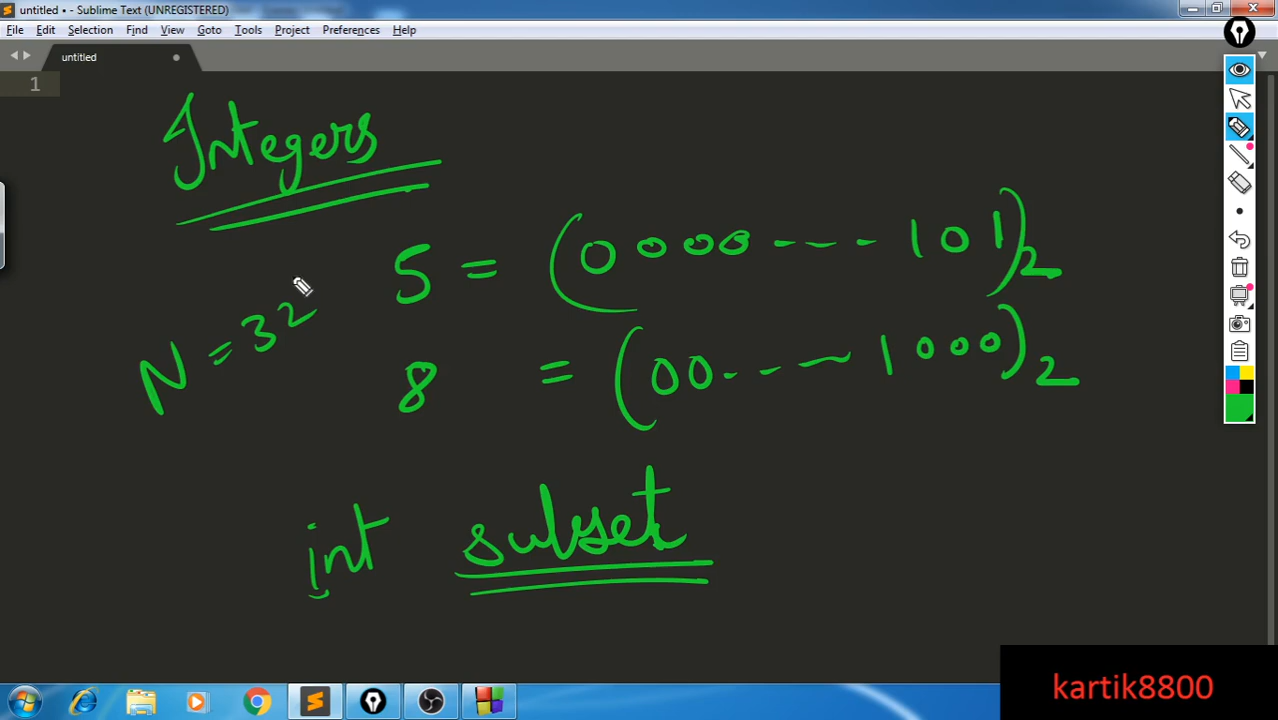 untitled • - Sublime Text (UNREGISTERED)
File Edit Selection Find View Goto Tools Project Preferences Help
untitled
1
Integers
5 = (0000---101)2
N = 32
8 = (00---1000)2
int subset
kartik8800